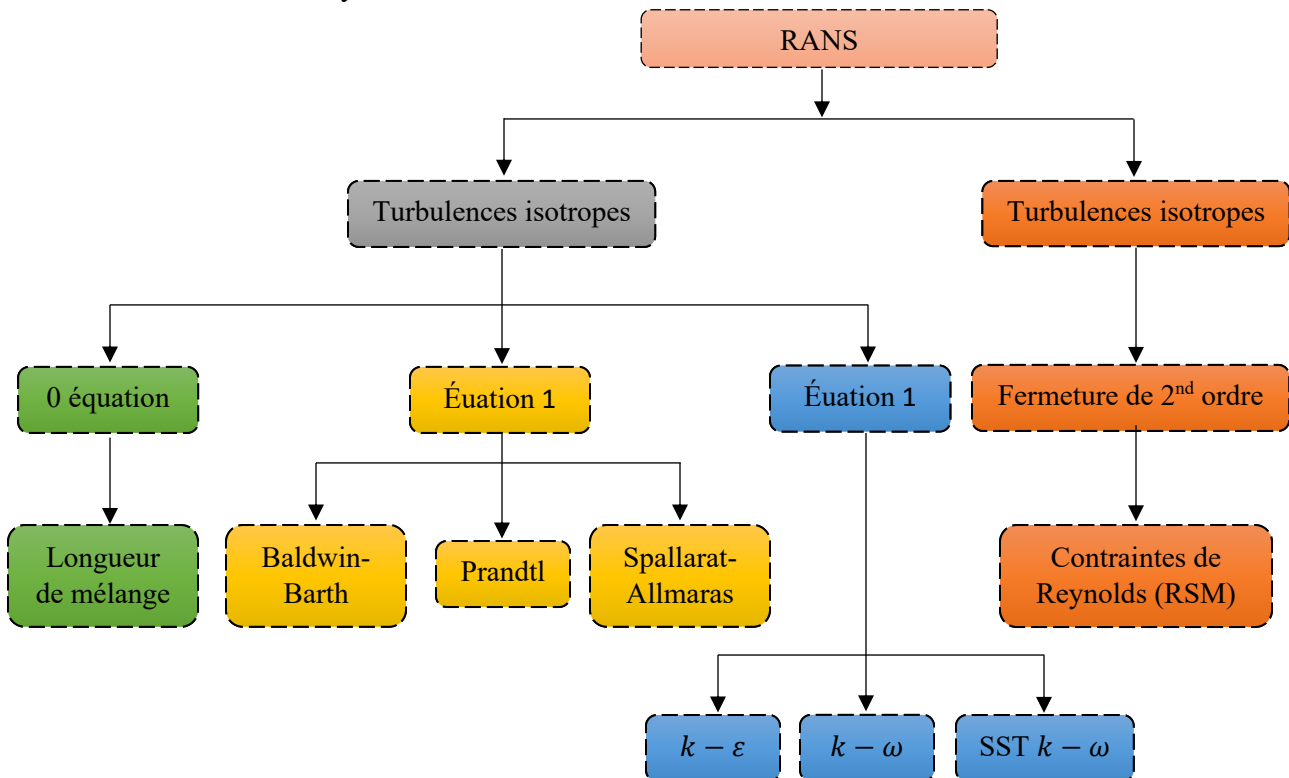 RANS
Turbulences isotropes
Turbulences isotropes
0 équation
Éuation 1
Éuation 1
Fermeture de 2nd ordre
Longueur
de mélange
Baldwin-
Barth
Prandtl
Spallarat-
Allmaras
Contraintes de
Reynolds (RSM)
k − ε
k − ω
SST k − ω